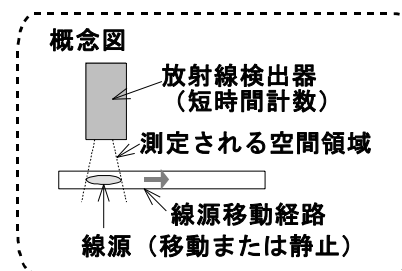 概念図
放射線検出器
（短時間計数）
測定される空間領域
線源移動経路
線源（移動または静止）